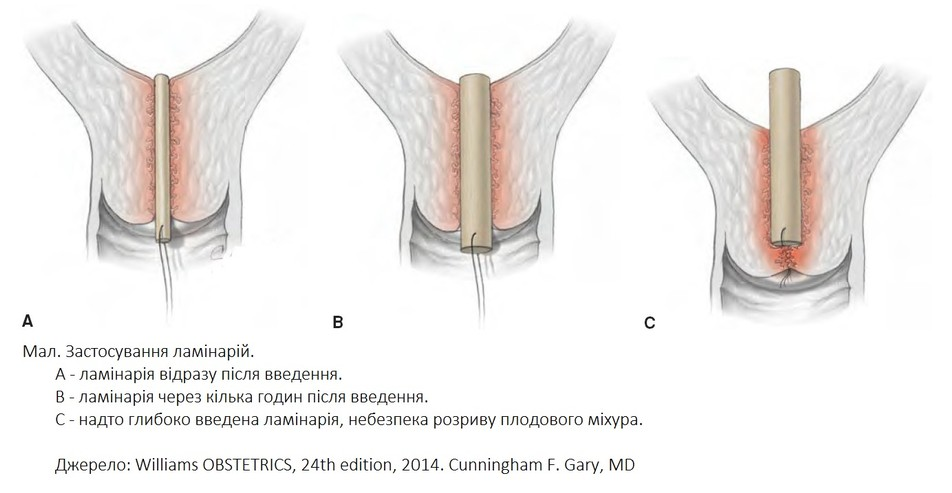 A B C
Мал. Застосування ламінарій.
А - ламінарія відразу після введення.
В - ламінарія через кілька годин після введення.
С - надто глибоко введена ламінарія, небезпека розриву плодового міхура.
Джерело: Williams OBSTETRICS, 24th edition, 2014. Cunningham F. Gary, MD